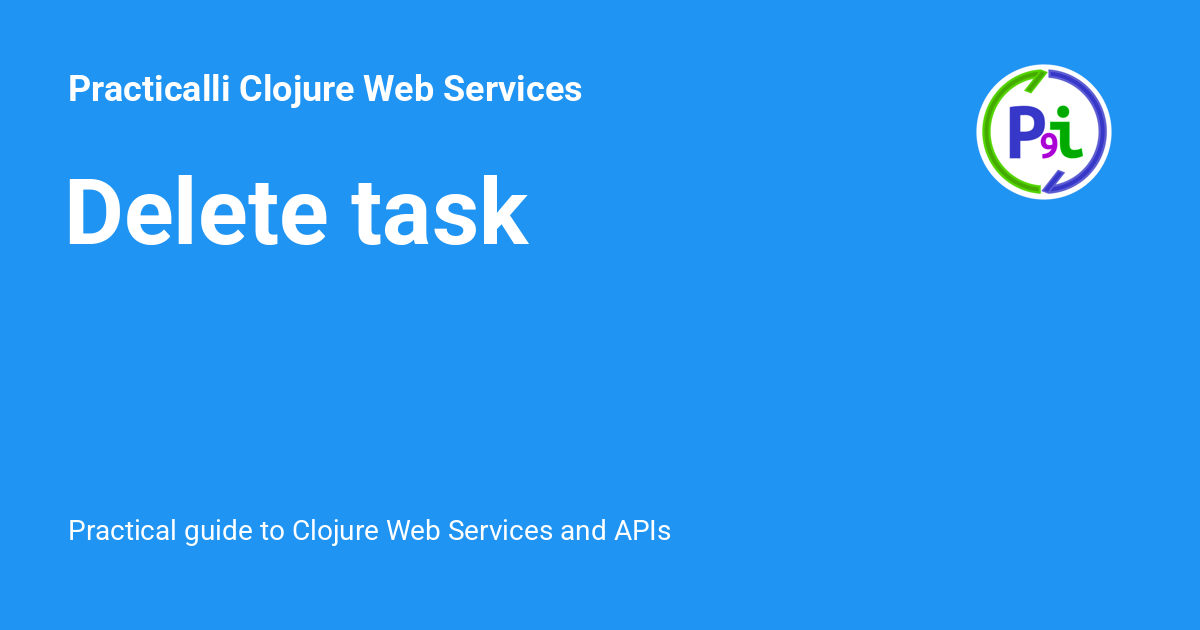 Practicalli Clojure Web Services
P9i
Delete task
Practical guide to Clojure Web Services and APIs